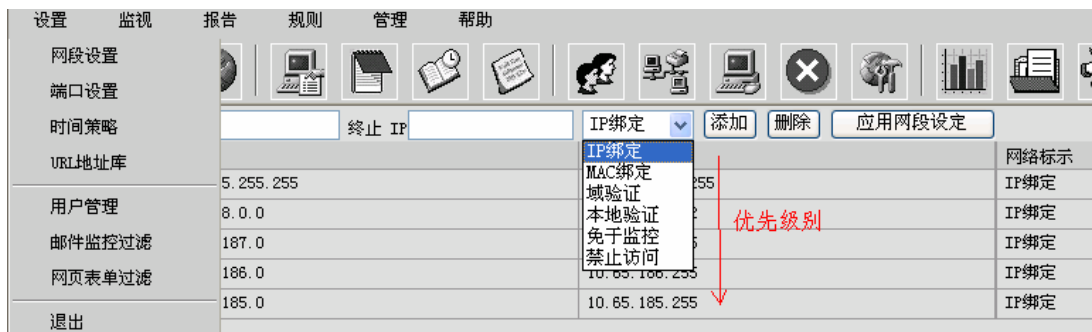 设置 监视 报告 规则 管理 帮助
网段设置
端口设置
时间策略
URL地址库
用户管理
邮件监控过滤
网页表单过滤
退出
终止 IP IP绑定 添加 删除 应用网段设定
IP绑定
MAC绑定
域验证
本地验证
免于监控
禁止访问
优先级别
网络标示
5.255.255 55 IP绑定
8.0.0 2 IP绑定
187.0 IP绑定
186.0 10.65.186.255 IP绑定
185.0 10.65.185.255 IP绑定